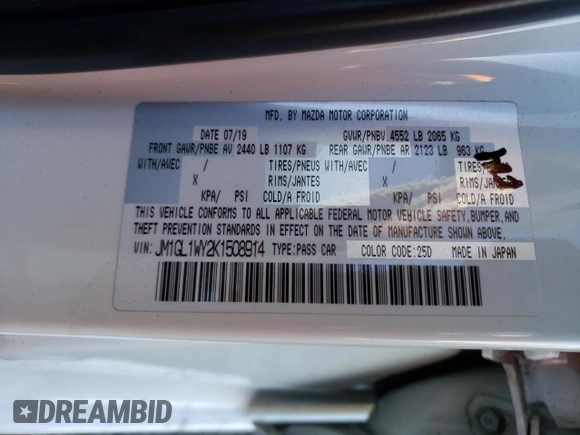 MFD. BY MAZDA MOTOR CORPORATION
DATE 07/19 GVWR/PNBV 4552 LB 2065 KG
FRONT GAWR/PNBE AV 2440 LB 1107 KG REAR GAWR/PNBE AR 2123 LB 963 KG
WITH/AVEC / TIRES/PNEUS WITH/AVEC / TIRES/
X RIMS/JANTES X RIMS/JANTES
KPA/ PSI COLD/A FROID KPA/ PSI COLD/A FROID
THIS VEHICLE CONFORMS TO ALL APPLICABLE FEDERAL MOTOR VEHICLE SAFETY, BUMPER, AND
THEFT PREVENTION STANDARDS IN EFFECT ON THE DATE OF MANUFACTURE SHOWN ABOVE.
VIN: JM1GL1WY2K1508914 TYPE: PASS CAR COLOR CODE: 25D MADE IN JAPAN
DREAMBID